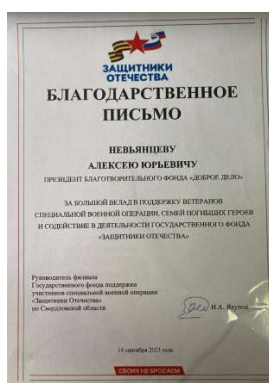 ЗАЩИТНИКИ
ОТЕЧЕСТВА
БЛАГОДАРСТВЕННОЕ
ПИСЬМО
НЕВЬЯНЦЕВУ
АЛЕКСЕЮ ЮРЬЕВИЧУ
ПРЕЗИДЕНТ БЛАГОТВОРИТЕЛЬНОГО ФОНДА «ДОБРОЕ ДЕЛО»
ЗА БОЛЬШОЙ ВКЛАД В ПОДДЕРЖКУ ВЕТЕРАНОВ
СПЕЦИАЛЬНОЙ ВОЕННОЙ ОПЕРАЦИИ, СЕМЕЙ ПОГИБШИХ ГЕРОЕВ
И СОДЕЙСТВИЕ В ДЕЯТЕЛЬНОСТИ ГОСУДАРСТВЕННОГО ФОНДА
«ЗАЩИТНИКИ ОТЕЧЕСТВА»
Руководитель филиала
Государственного фонда поддержки
участников специальной военной операции
«Защитники Отечества»
по Свердловской области
И.А. Якупов
14 сентября 2023 года
СВОИХ НЕ БРОСАЕМ